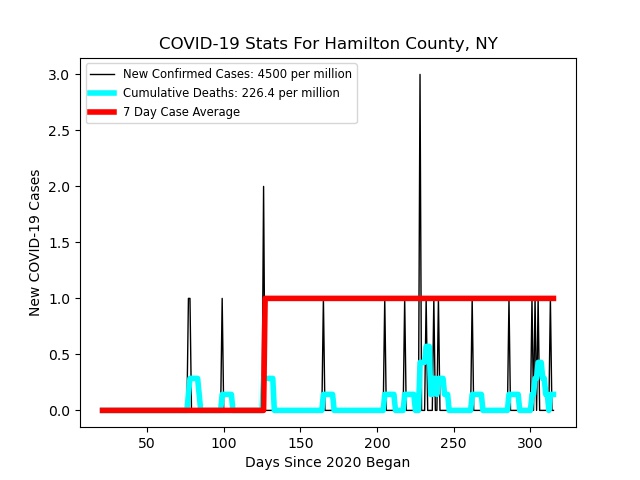 COVID-19 Stats For Hamilton County, NY
New Confirmed Cases: 4500 per million
Cumulative Deaths: 226.4 per million
7 Day Case Average
New COVID-19 Cases
3.0
2.5
2.0
1.5
1.0
0.5
0.0
50 100 150 200 250 300
Days Since 2020 Began